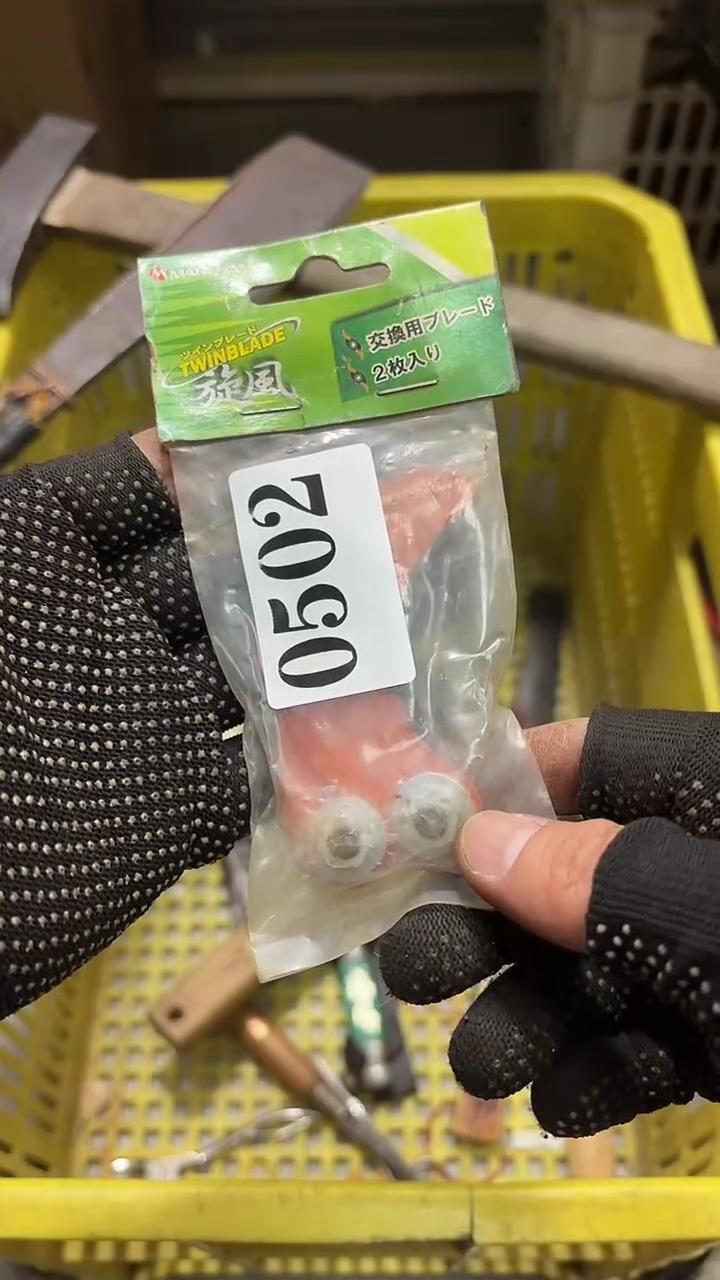 ツインブレード
TWINBLADE
旋風
交換用ブレード
2枚入り
0502